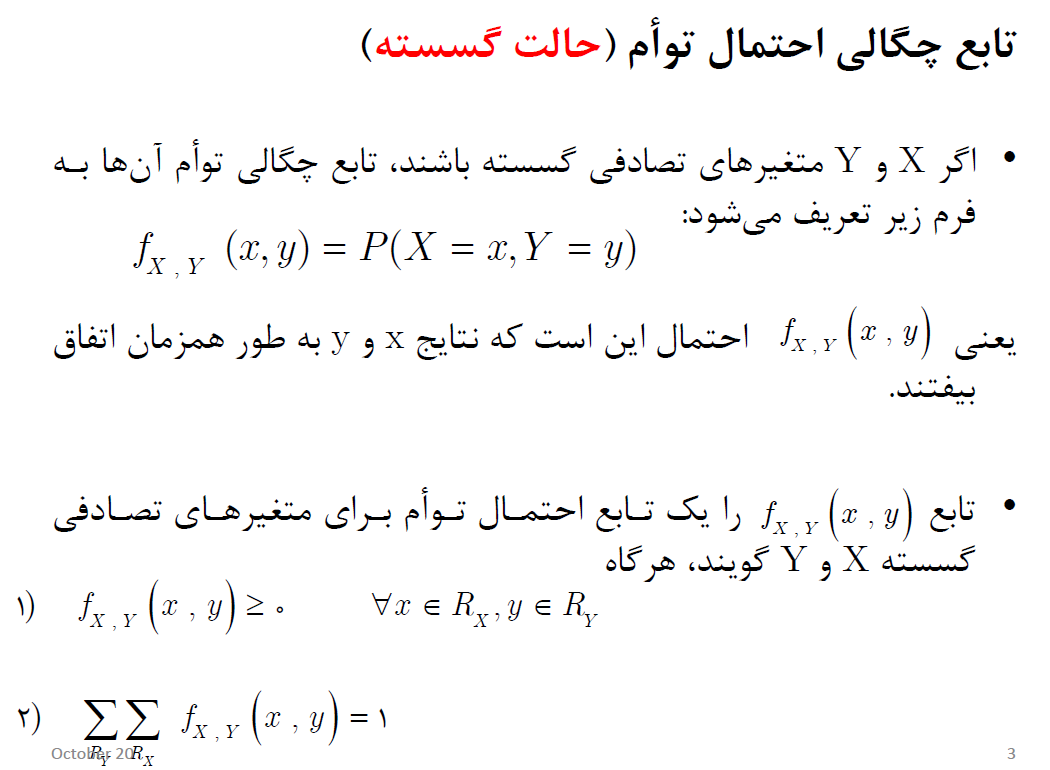 تابع چگالی احتمال توأم (حالت گسسته)
• اگر X و Y متغیرهای تصادفی گسسته باشند، تابع چگالی توأم آن‌ها به
فرم زیر تعریف می‌شود:
f_{X , Y} (x, y) = P(X = x, Y = y)
یعنی f_{X , Y}(x , y) احتمال این است که نتایج x و y به طور همزمان اتفاق
بیفتند.
• تابع f_{X , Y}(x , y) را یک تابع احتمال توأم برای متغیرهای تصادفی
گسسته X و Y گویند، هرگاه
۱) f_{X , Y}(x , y) ≥ ۰ ∀x ∈ R_X, y ∈ R_Y
۲) ∑_{R_Y} ∑_{R_X} f_{X , Y}(x , y) = ۱
October 20
3